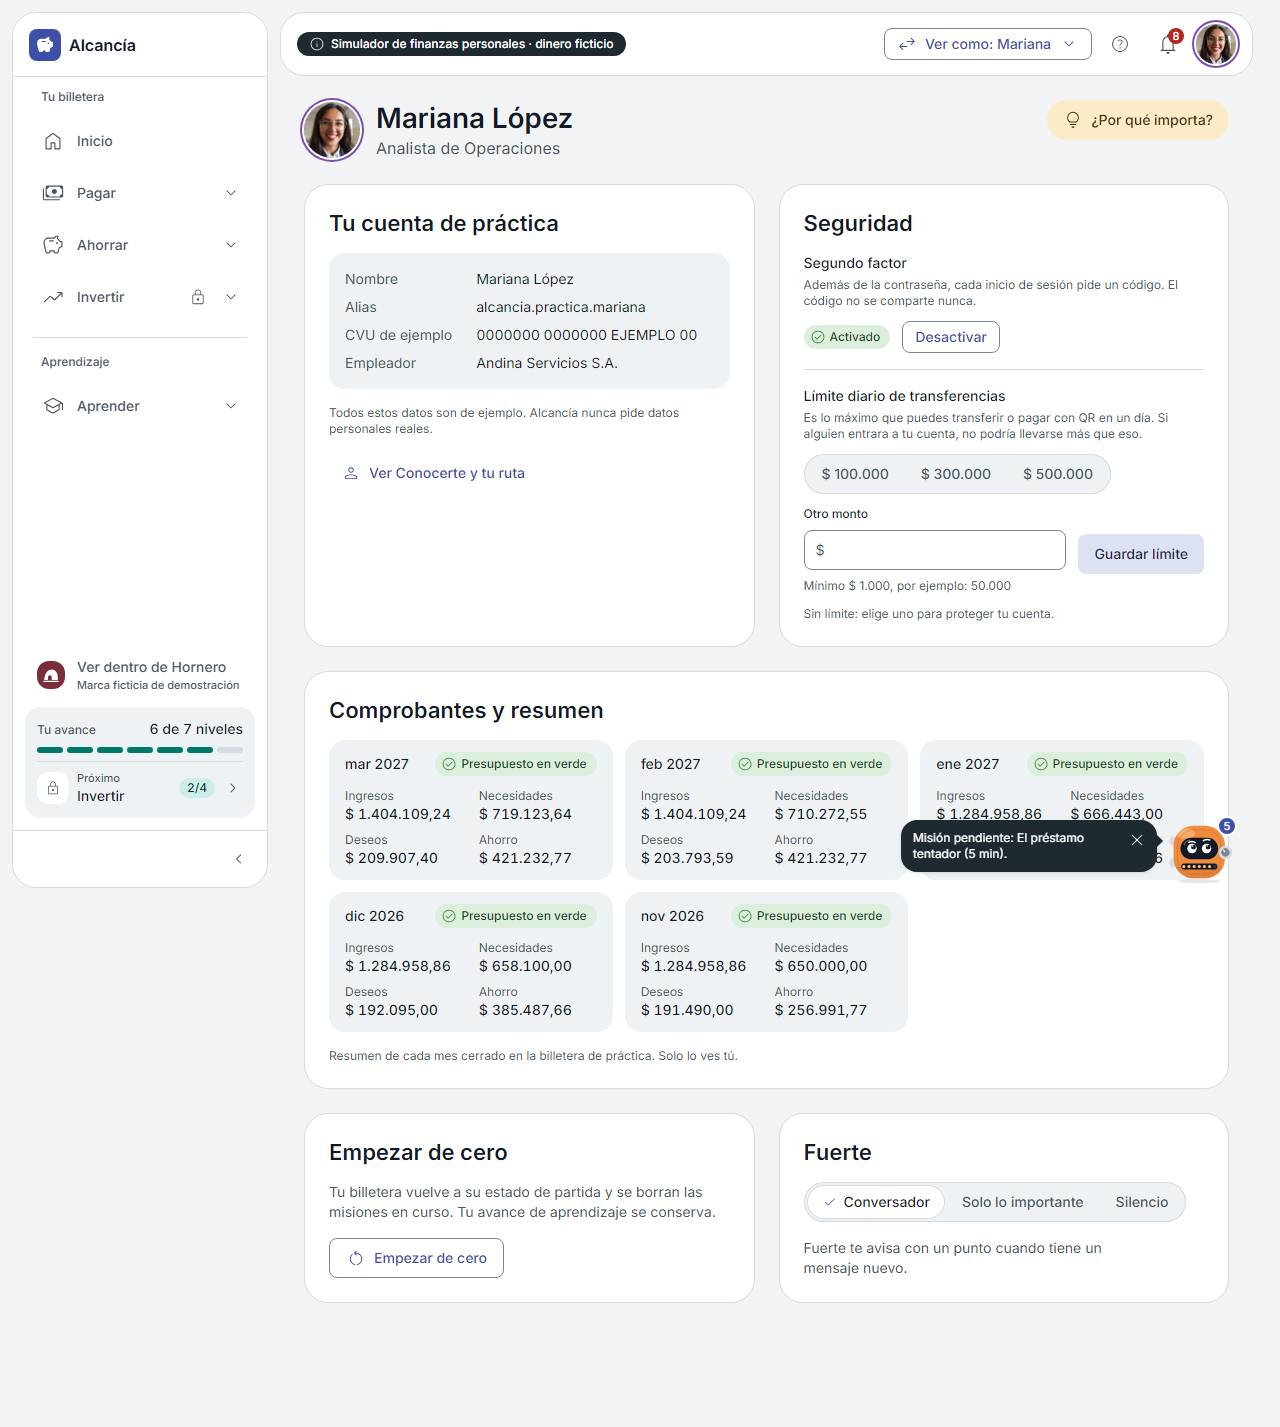 Alcancía
Tu billetera
Inicio
Pagar
Ahorrar
Invertir
Aprendizaje
Aprender
Ver dentro de Hornero
Marca ficticia de demostración
Tu avance
6 de 7 niveles
Próximo
Invertir
2/4
Simulador de finanzas personales · dinero ficticio
Ver como: Mariana
8
Mariana López
Analista de Operaciones
¿Por qué importa?
Tu cuenta de práctica
Nombre Mariana López
Alias alcancia.practica.mariana
CVU de ejemplo 0000000 0000000 EJEMPLO 00
Empleador Andina Servicios S.A.
Todos estos datos son de ejemplo. Alcancía nunca pide datos
personales reales.
Ver Conocerte y tu ruta
Seguridad
Segundo factor
Además de la contraseña, cada inicio de sesión pide un código. El
código no se comparte nunca.
Activado
Desactivar
Límite diario de transferencias
Es lo máximo que puedes transferir o pagar con QR en un día. Si
alguien entrara a tu cuenta, no podría llevarse más que eso.
$ 100.000 $ 300.000 $ 500.000
Otro monto
$
Guardar límite
Mínimo $ 1.000, por ejemplo: 50.000
Sin límite: elige uno para proteger tu cuenta.
Comprobantes y resumen
mar 2027 Presupuesto en verde
Ingresos Necesidades
$ 1.404.109,24 $ 719.123,64
Deseos Ahorro
$ 209.907,40 $ 421.232,77
feb 2027 Presupuesto en verde
Ingresos Necesidades
$ 1.404.109,24 $ 710.272,55
Deseos Ahorro
$ 203.793,59 $ 421.232,77
ene 2027 Presupuesto en verde
Ingresos Necesidades
$ 1.284.958,86 $ 666.443,00
Misión pendiente: El préstamo
tentador (5 min).
5
dic 2026 Presupuesto en verde
Ingresos Necesidades
$ 1.284.958,86 $ 658.100,00
Deseos Ahorro
$ 192.095,00 $ 385.487,66
nov 2026 Presupuesto en verde
Ingresos Necesidades
$ 1.284.958,86 $ 650.000,00
Deseos Ahorro
$ 191.490,00 $ 256.991,77
Resumen de cada mes cerrado en la billetera de práctica. Solo lo ves tú.
Empezar de cero
Tu billetera vuelve a su estado de partida y se borran las
misiones en curso. Tu avance de aprendizaje se conserva.
Empezar de cero
Fuerte
Conversador Solo lo importante Silencio
Fuerte te avisa con un punto cuando tiene un
mensaje nuevo.